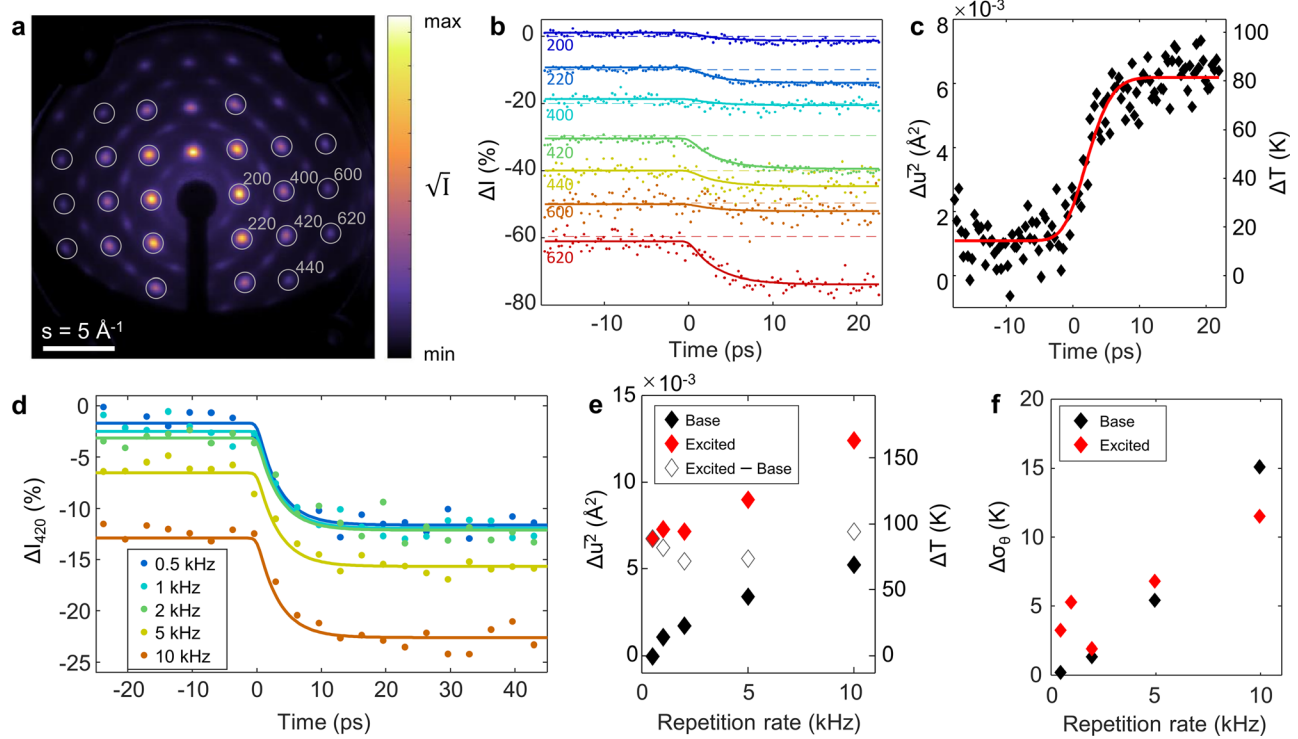 a
max
√I
min
200 400 600
220 420 620
440
s = 5 Å-1
b
0
-20
-40
-60
-80
ΔI (%)
200
220
400
420
440
600
620
-10 0 10 20
Time (ps)
c
×10-3
8
6
4
2
0
Δu̅2 (Å2)
100
80
60
40
20
0
ΔT (K)
-10 0 10 20
Time (ps)
d
0
-5
-10
-15
-20
-25
ΔI420 (%)
0.5 kHz
1 kHz
2 kHz
5 kHz
10 kHz
-20 -10 0 10 20 30 40
Time (ps)
e
×10-3
15
10
5
0
Δu̅2 (Å2)
Base
Excited
Excited − Base
150
100
50
0
ΔT (K)
0 5 10
Repetition rate (kHz)
f
20
15
10
5
0
Δσθ (K)
Base
Excited
0 5 10
Repetition rate (kHz)